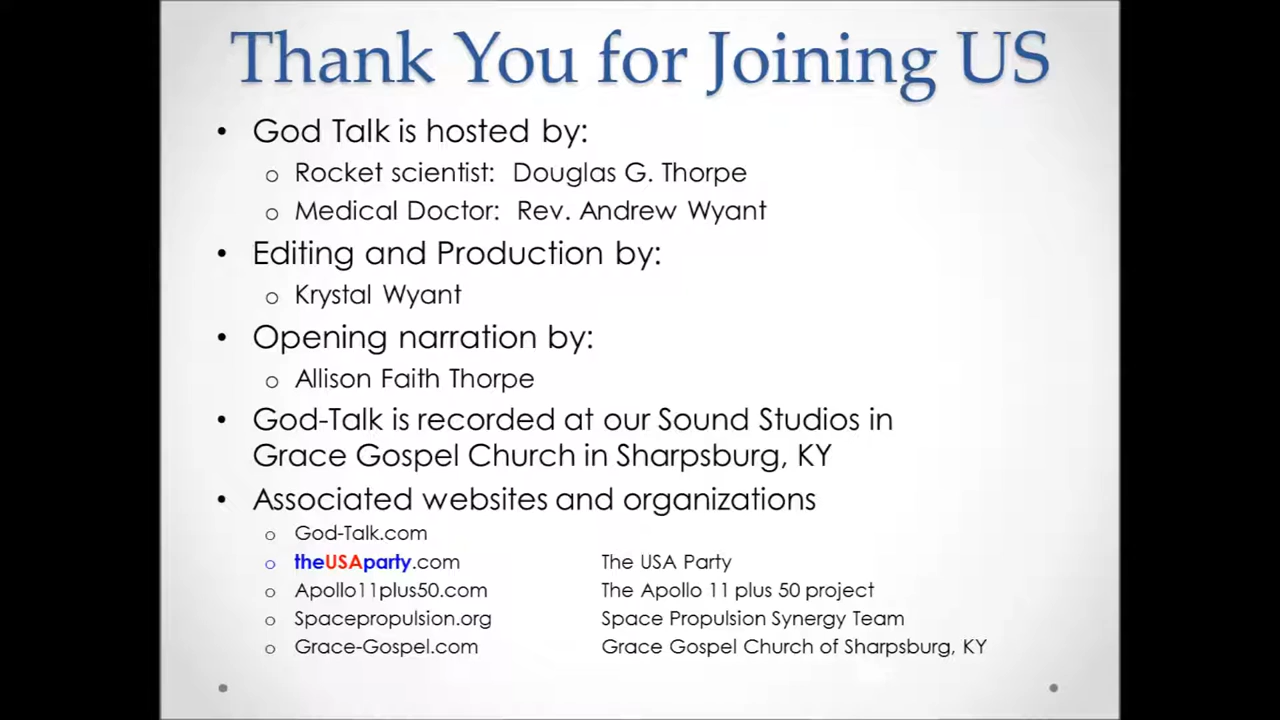 Thank You for Joining US
• God Talk is hosted by:
o Rocket scientist: Douglas G. Thorpe
o Medical Doctor: Rev. Andrew Wyant
• Editing and Production by:
o Krystal Wyant
• Opening narration by:
o Allison Faith Thorpe
• God-Talk is recorded at our Sound Studios in
Grace Gospel Church in Sharpsburg, KY
• Associated websites and organizations
o God-Talk.com
o theUSAparty.com The USA Party
o Apollo11plus50.com The Apollo 11 plus 50 project
o Spacepropulsion.org Space Propulsion Synergy Team
o Grace-Gospel.com Grace Gospel Church of Sharpsburg, KY